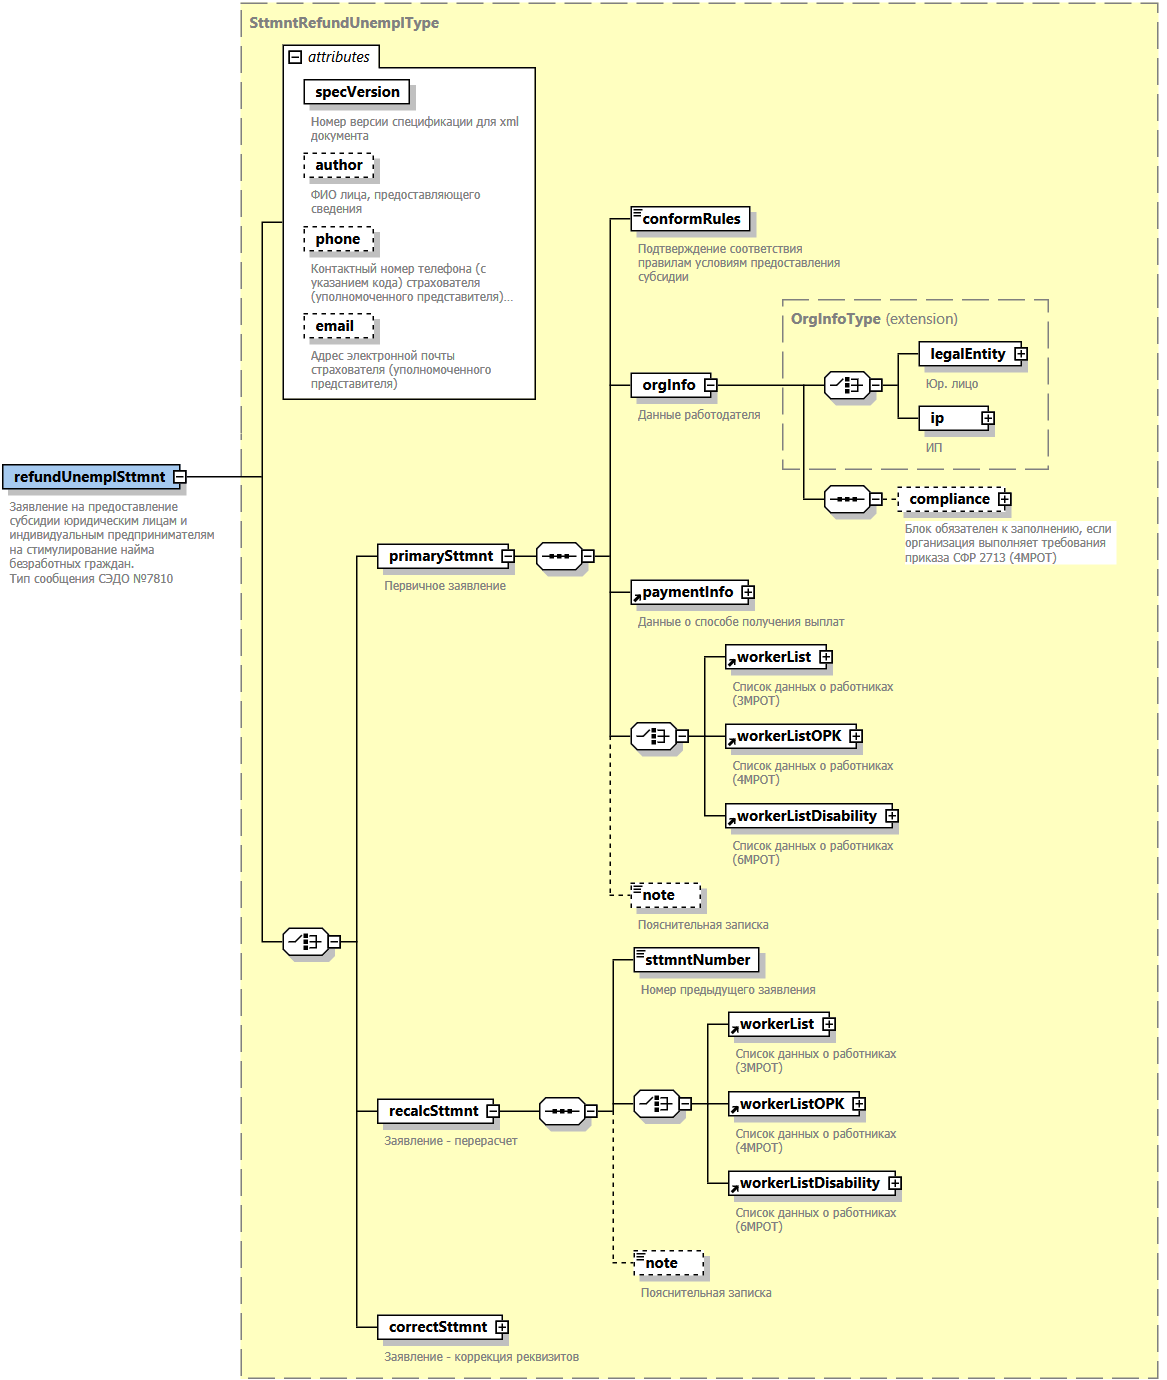 SttmntRefundUnemplType
attributes
specVersion
Номер версии спецификации для xml
документа
author
ФИО лица, предоставляющего
сведения
phone
Контактный номер телефона (с
указанием кода) страхователя
(уполномоченного представителя)...
email
Адрес электронной почты
страхователя (уполномоченного
представителя)
refundUnemplSttmnt
Заявление на предоставление
субсидии юридическим лицам и
индивидуальным предпринимателям
на стимулирование найма
безработных граждан.
Тип сообщения СЭДО №7810
primarySttmnt
Первичное заявление
conformRules
Подтверждение соответствия
правилам условиям предоставления
субсидии
orgInfo
Данные работодателя
OrgInfoType (extension)
legalEntity
Юр. лицо
ip
ИП
compliance
Блок обязателен к заполнению, если
организация выполняет требования
приказа СФР 2713 (4МРОТ)
paymentInfo
Данные о способе получения выплат
workerList
Список данных о работниках
(3МРОТ)
workerListOPK
Список данных о работниках
(4МРОТ)
workerListDisability
Список данных о работниках
(6МРОТ)
note
Пояснительная записка
recalcSttmnt
Заявление - перерасчет
sttmntNumber
Номер предыдущего заявления
workerList
Список данных о работниках
(3МРОТ)
workerListOPK
Список данных о работниках
(4МРОТ)
workerListDisability
Список данных о работниках
(6МРОТ)
note
Пояснительная записка
correctSttmnt
Заявление - коррекция реквизитов